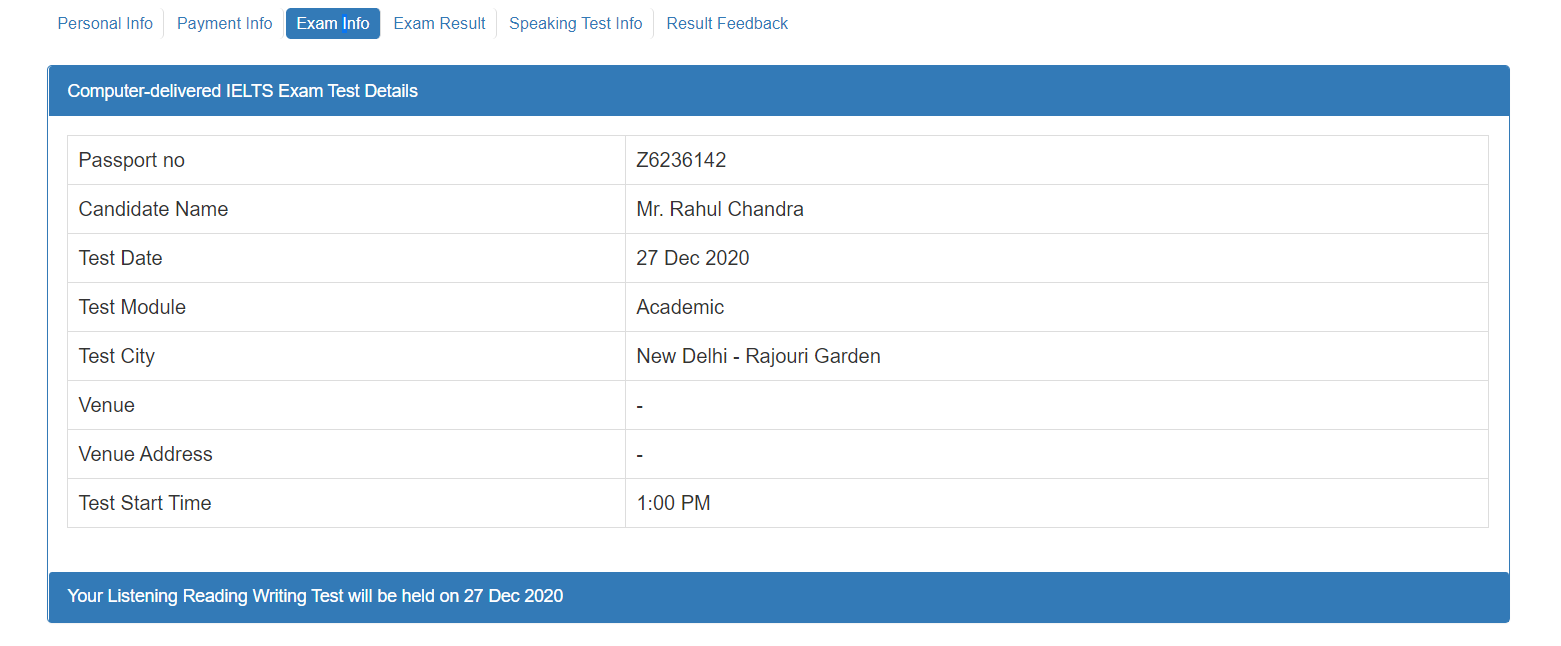 Personal Info Payment Info Exam Info Exam Result Speaking Test Info Result Feedback
Computer-delivered IELTS Exam Test Details
Passport no Z6236142
Candidate Name Mr. Rahul Chandra
Test Date 27 Dec 2020
Test Module Academic
Test City New Delhi - Rajouri Garden
Venue -
Venue Address -
Test Start Time 1:00 PM
Your Listening Reading Writing Test will be held on 27 Dec 2020